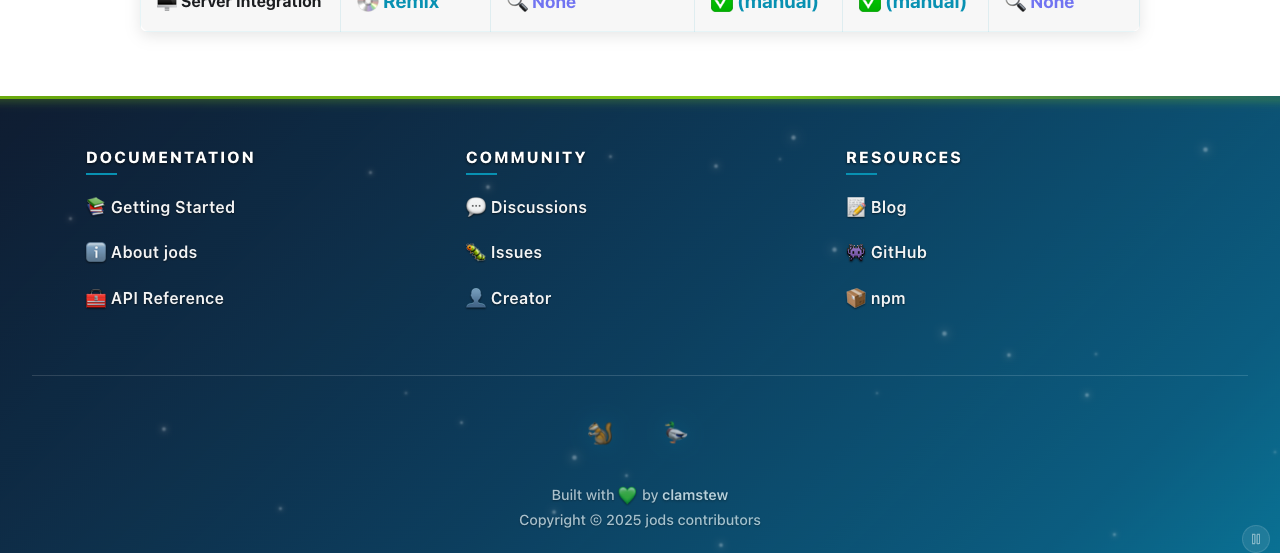 Server Integration Remix None (manual) (manual) None
DOCUMENTATION
Getting Started
About jods
API Reference
COMMUNITY
Discussions
Issues
Creator
RESOURCES
Blog
GitHub
npm
Built with 💚 by clamstew
Copyright © 2025 jods contributors